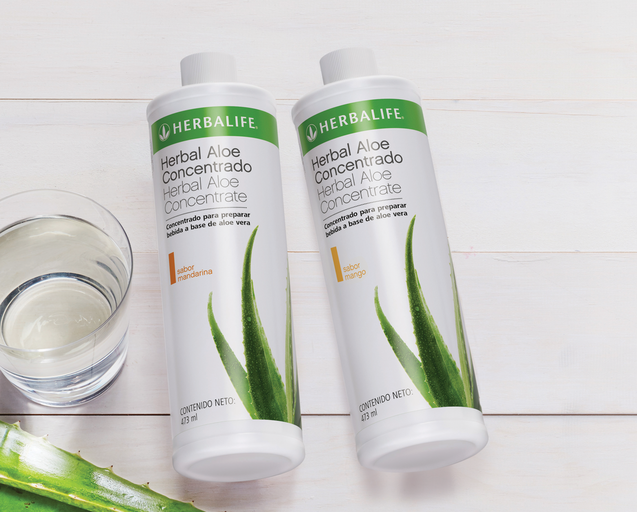 HERBALIFE®
Herbal Aloe
Concentrado
Herbal Aloe
Concentrate
Concentrado para preparar
bebida a base de aloe vera
sabor
mandarina
CONTENIDO NETO:
473 ml
HERBALIFE®
Herbal Aloe
Concentrado
Herbal Aloe
Concentrate
Concentrado para preparar
bebida a base de aloe vera
sabor
mango
CONTENIDO NETO:
473 ml